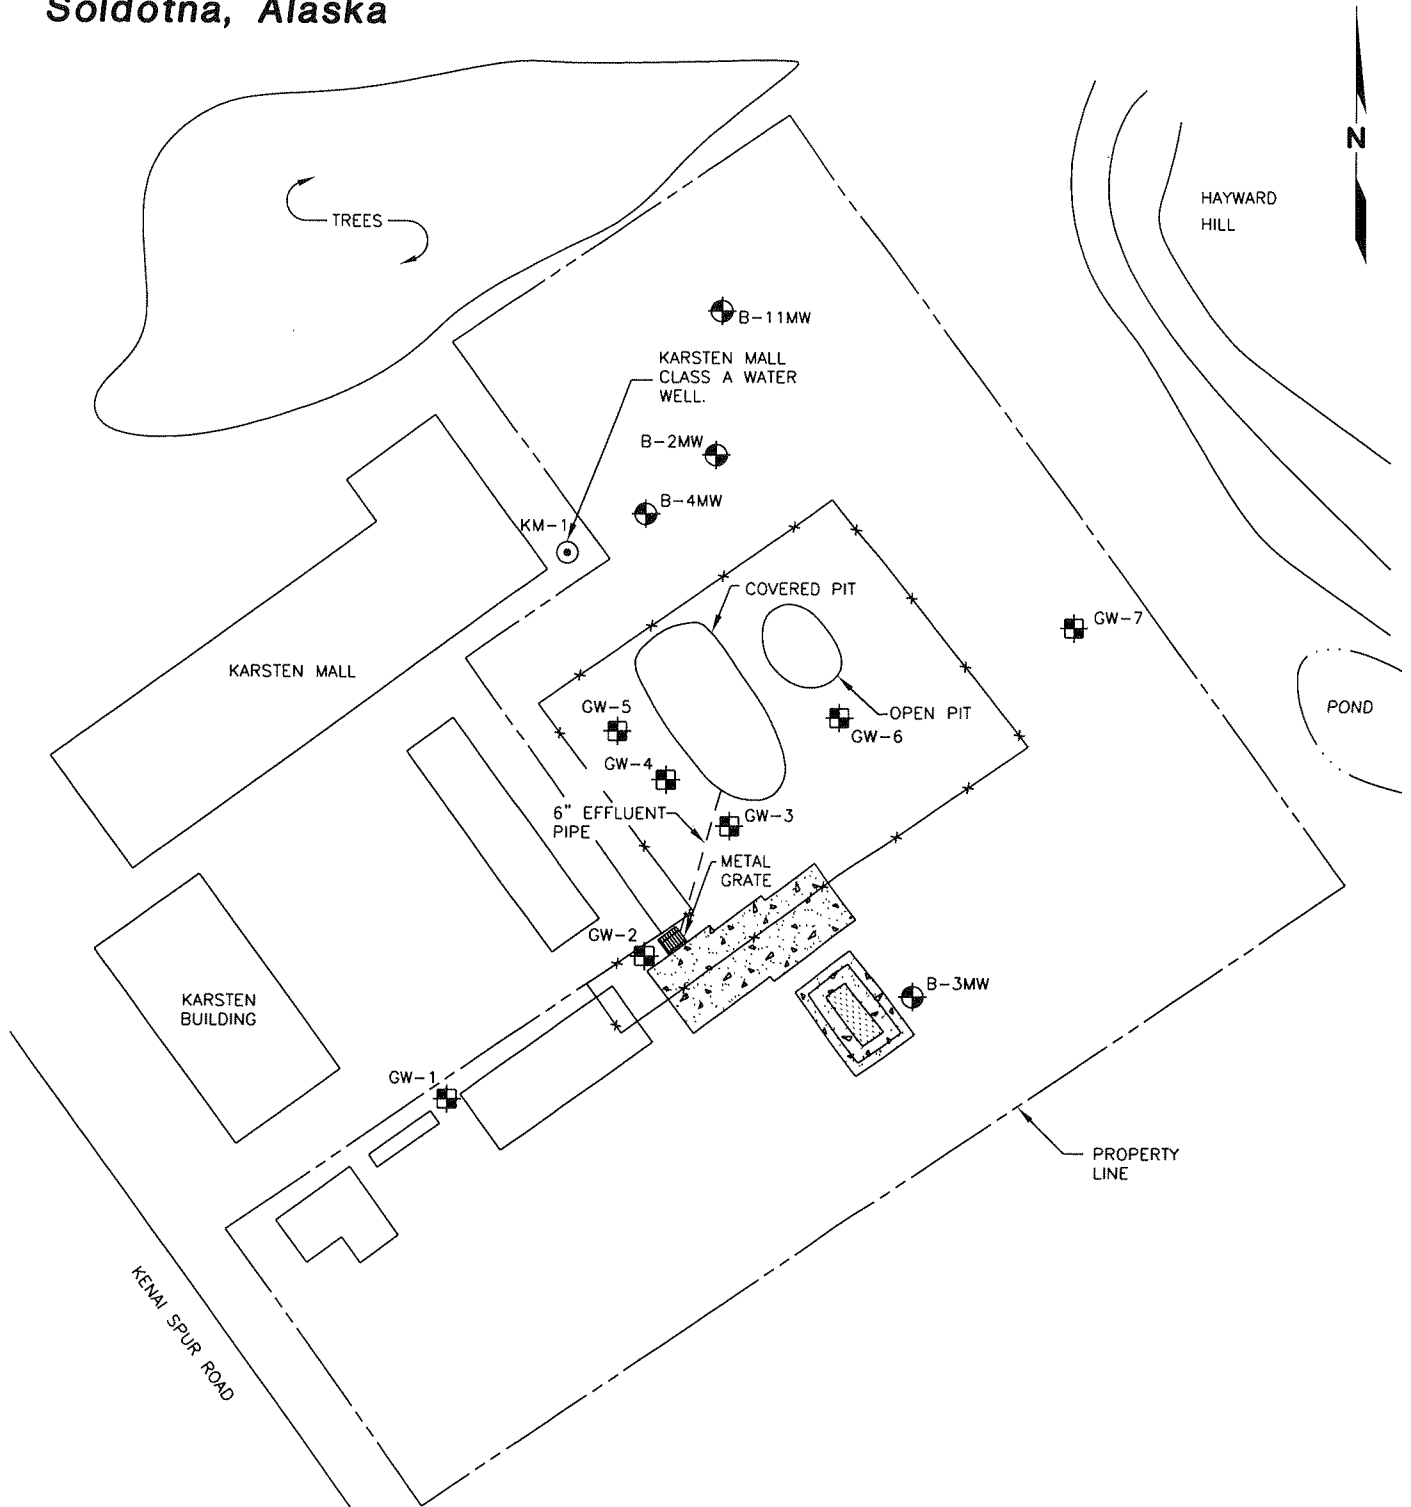 Soldotna, Alaska
N
HAYWARD
HILL
TREES
B-11MW
KARSTEN MALL
CLASS A WATER
WELL.
B-2MW
B-4MW
KM-1
COVERED PIT
GW-7
KARSTEN MALL
GW-5
OPEN PIT
POND
GW-6
GW-4
6" EFFLUENT
PIPE
GW-3
METAL
GRATE
GW-2
B-3MW
KARSTEN
BUILDING
GW-1
PROPERTY
LINE
KENAI SPUR ROAD